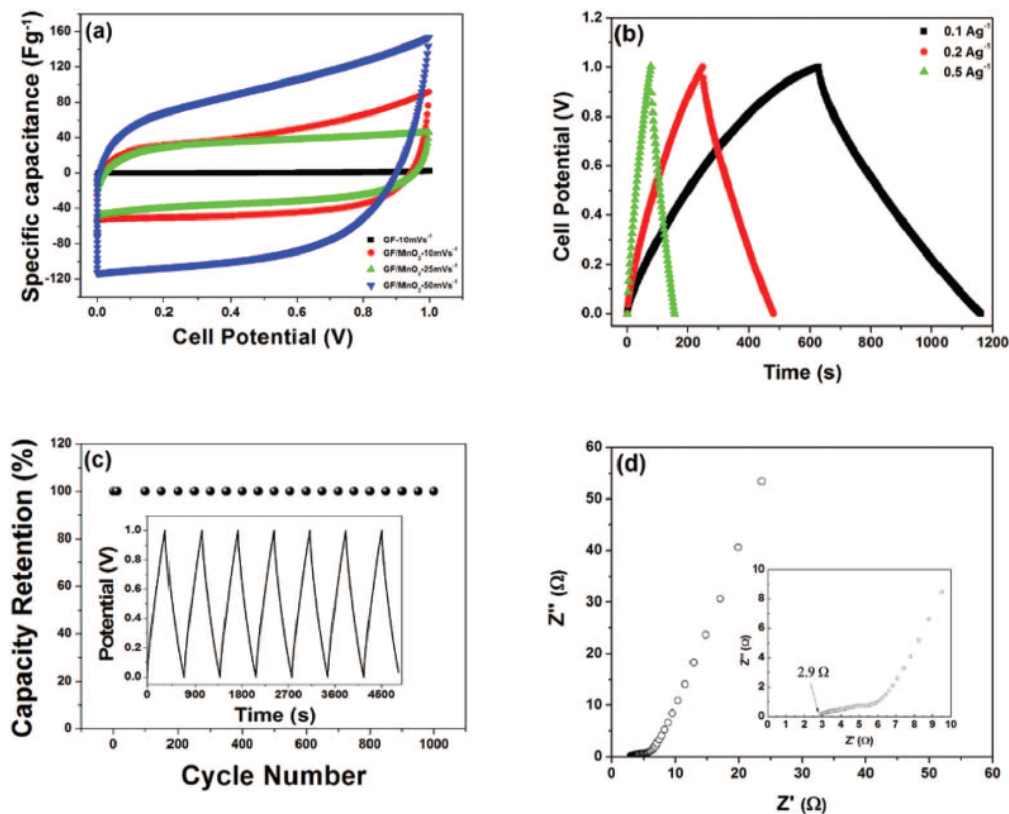 (a)
Specific capacitance (Fg⁻¹)
160
120
80
40
0
-40
-80
-120
0.0 0.2 0.4 0.6 0.8 1.0
Cell Potential (V)
GF-10mVs⁻¹
GF/MnO₂-10mVs⁻¹
GF/MnO₂-25mVs⁻¹
GF/MnO₂-50mVs⁻¹
(b)
Cell Potential (V)
1.2
1.0
0.8
0.6
0.4
0.2
0.0
0 200 400 600 800 1000 1200
Time (s)
0.1 Ag⁻¹
0.2 Ag⁻¹
0.5 Ag⁻¹
(c)
Capacity Retention (%)
120
100
80
60
40
20
0
0 200 400 600 800 1000
Cycle Number
Potential (V)
1.0
0.8
0.6
0.4
0.2
0.0
0 900 1800 2700 3600 4500
Time (s)
(d)
Z'' (Ω)
60
50
40
30
20
10
0
0 10 20 30 40 50 60
Z' (Ω)
Z'' (Ω)
10
8
6
4
2
0
2.9 Ω
0 1 2 3 4 5 6 7 8 9 10
Z' (Ω)